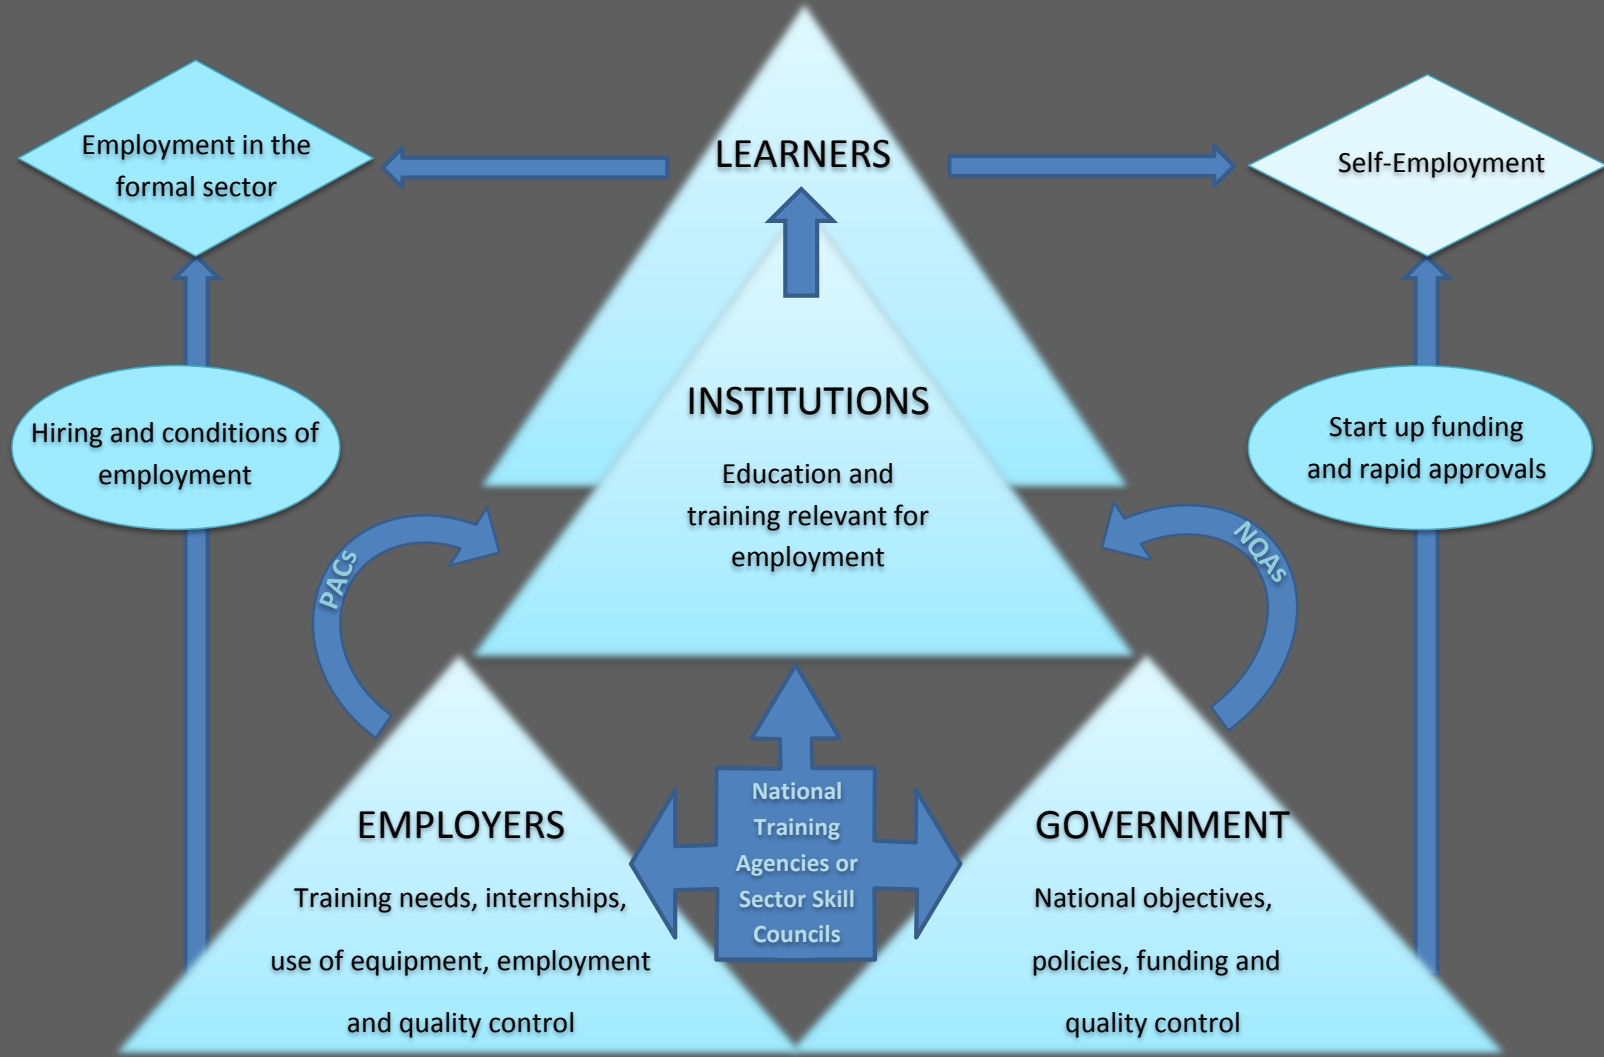 LEARNERS
Employment in the
formal sector
Self-Employment
INSTITUTIONS
Education and
training relevant for
employment
Hiring and conditions of
employment
Start up funding
and rapid approvals
PACs
NQAs
National
Training
Agencies or
Sector Skill
Councils
EMPLOYERS
Training needs, internships,
use of equipment, employment
and quality control
GOVERNMENT
National objectives,
policies, funding and
quality control